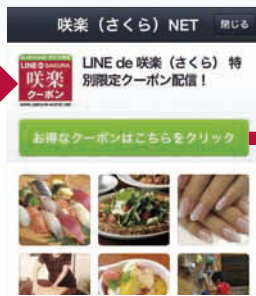 咲楽（さくら）NET
閉じる
LINE@ SAKURA
咲楽
クーポン
LINE de 咲楽（さくら） 特
別限定クーポン配信！
お得なクーポンはこちらをクリック